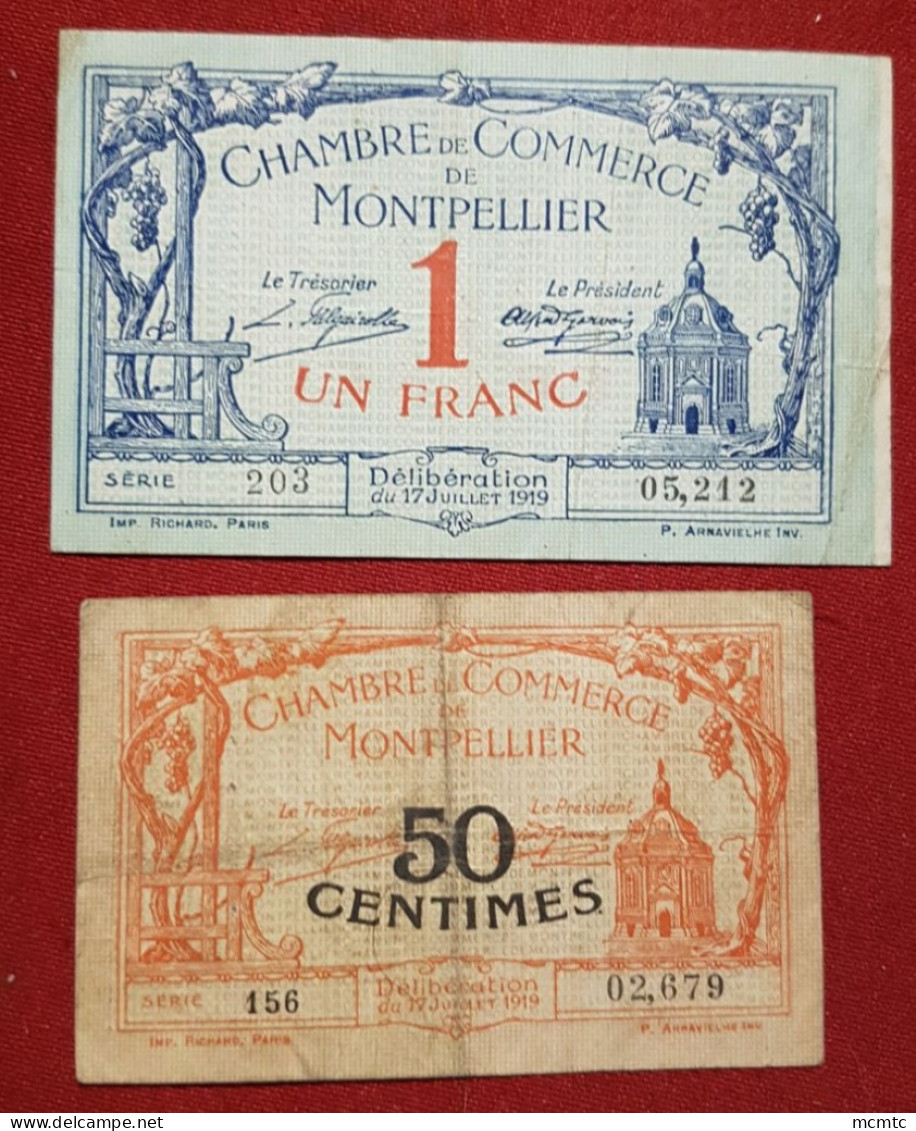 CHAMBRE DE COMMERCE
DE
MONTPELLIER
Le Trésorier
1
Le Président
UN FRANC
SÉRIE 203
Délibération
du 17 JUILLET 1919
05,212
IMP. RICHARD, PARIS
P. ARNAVIELHE INV.
CHAMBRE DE COMMERCE
DE
MONTPELLIER
Le Trésorier
Le Président
50
CENTIMES
SÉRIE 156
Délibération
du 17 JUILLET 1919
02,679
IMP. RICHARD, PARIS
P. ARNAVIELHE INV.
delcampe.net
mcmtc